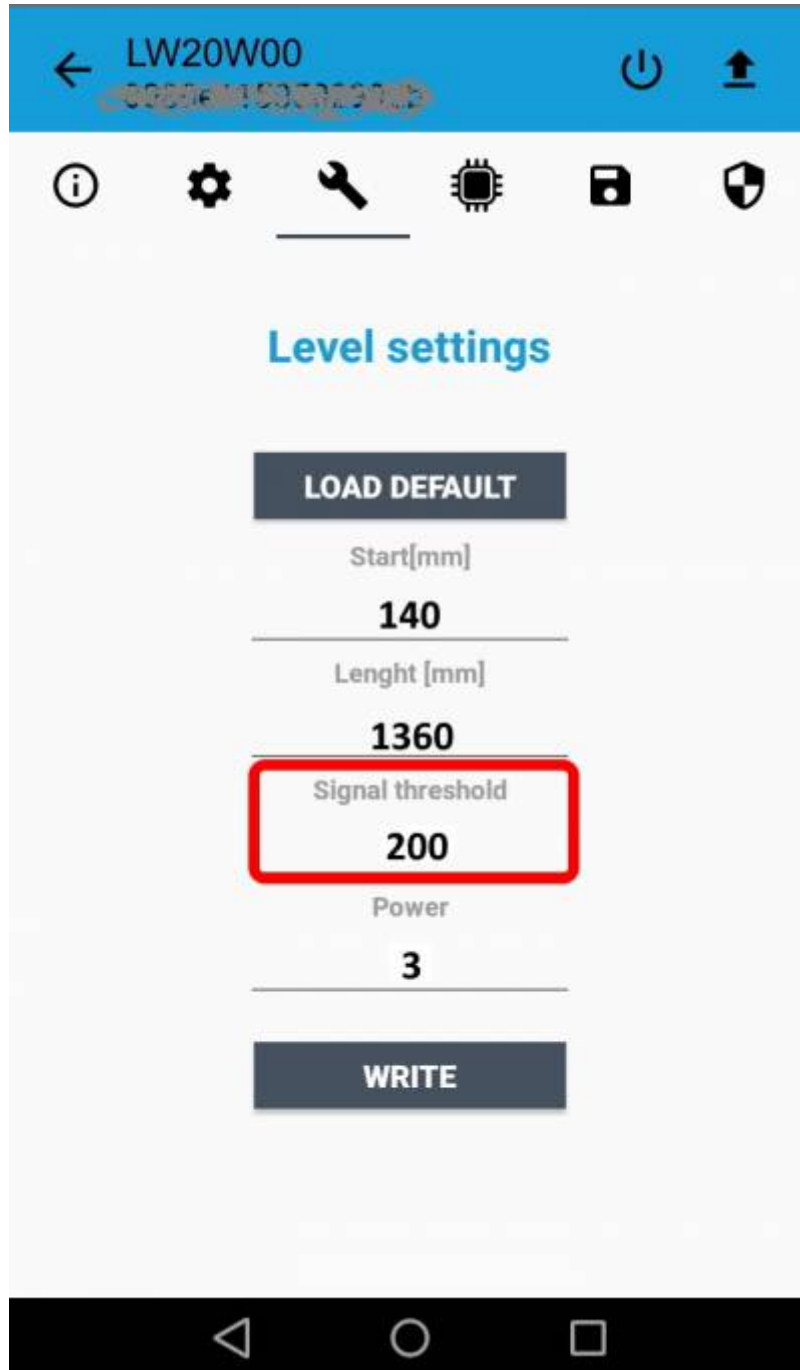 LW20W00
Level settings
LOAD DEFAULT
Start[mm]
140
Lenght [mm]
1360
Signal threshold
200
Power
3
WRITE